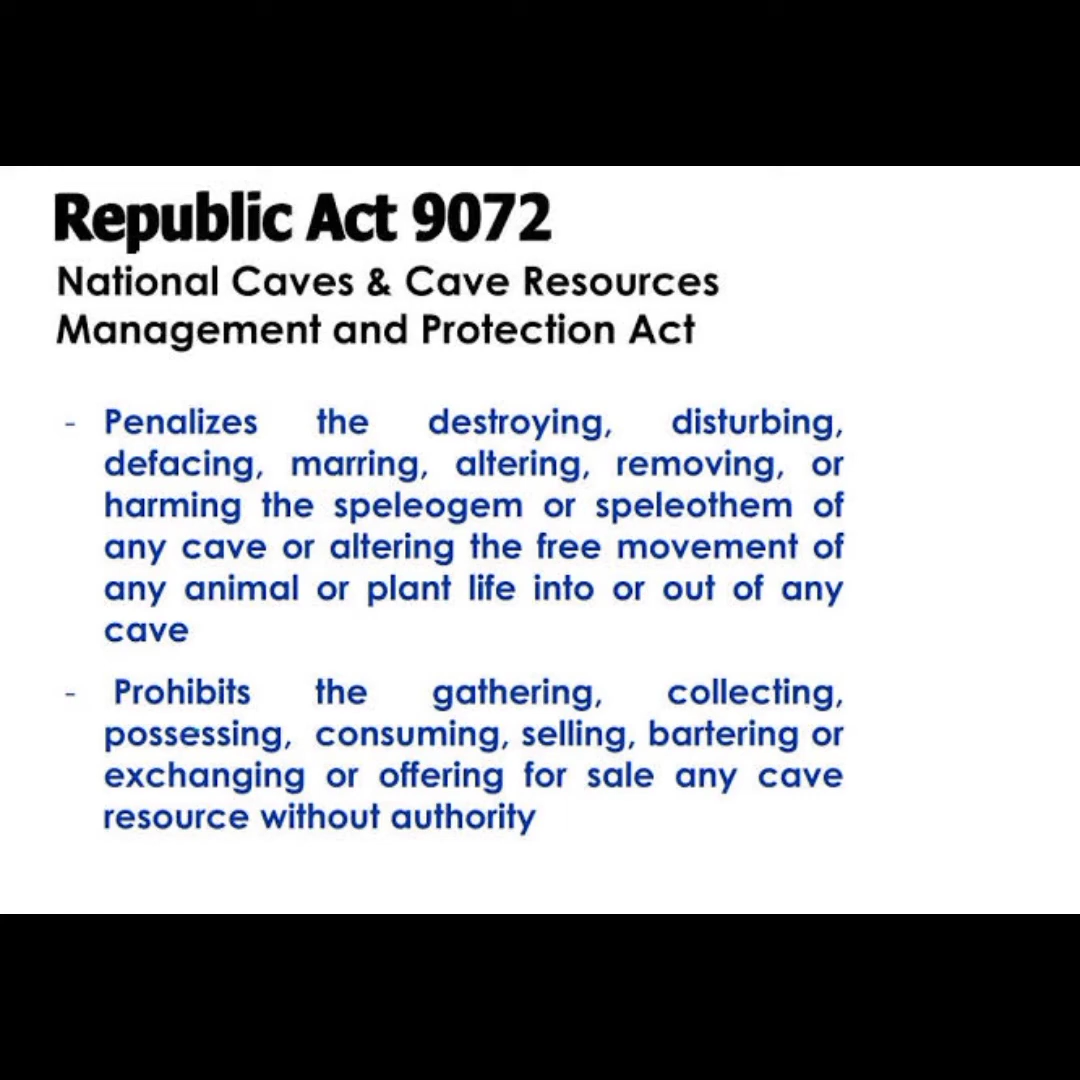 Republic Act 9072
National Caves & Cave Resources
Management and Protection Act
- Penalizes the destroying, disturbing,
defacing, marring, altering, removing, or
harming the speleogem or speleothem of
any cave or altering the free movement of
any animal or plant life into or out of any
cave
- Prohibits the gathering, collecting,
possessing, consuming, selling, bartering or
exchanging or offering for sale any cave
resource without authority